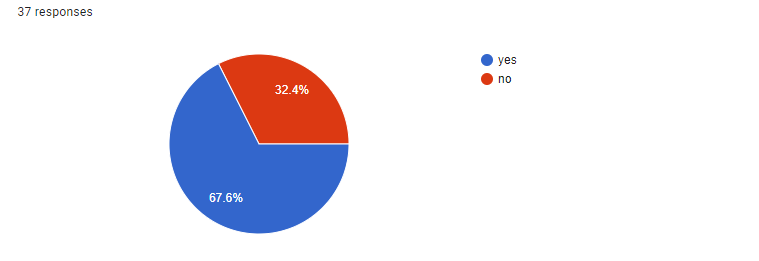 37 responses
yes
no
32.4%
67.6%